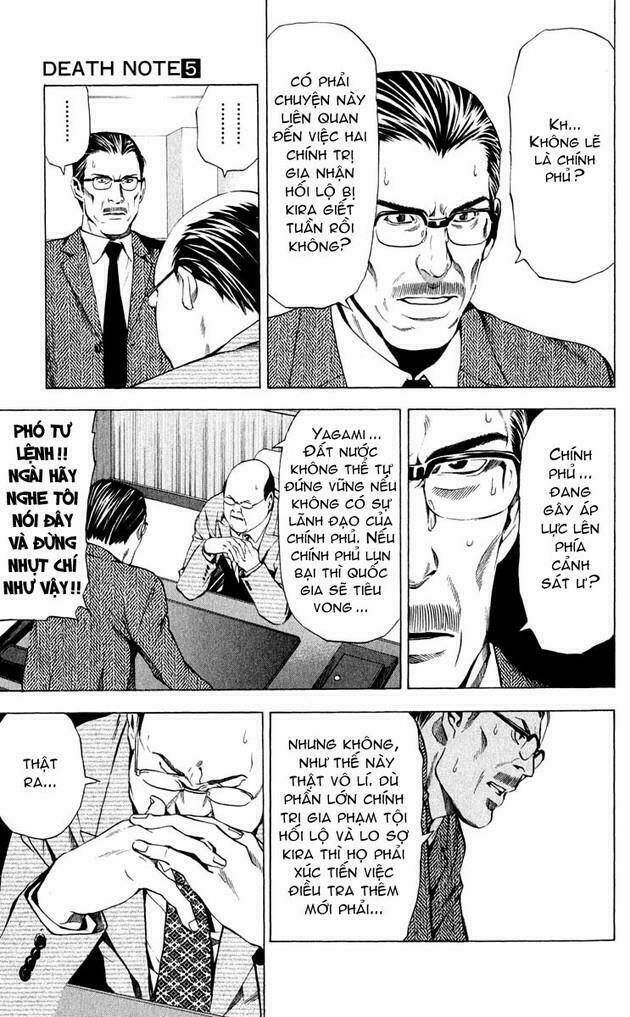 DEATH NOTE 5
KH...
KHÔNG LẼ
LÀ CHÍNH
PHỦ?
CÓ PHẢI
CHUYỆN NÀY
LIÊN QUAN
ĐẾN VIỆC HAI
CHÍNH TRỊ
GIA NHẬN
HỐI LỘ BỊ
KIRA GIẾT
TUẦN RỒI
KHÔNG?
........
........
CHÍNH
PHỦ...
ĐANG
GÂY ÁP
LỰC LÊN
PHÍA
CẢNH
SÁT Ư?
YAGAMI...
ĐẤT NƯỚC
KHÔNG THỂ TỰ
ĐỨNG VỮNG NẾU
KHÔNG CÓ SỰ
LÃNH ĐẠO CỦA
CHÍNH PHỦ. NẾU
CHÍNH PHỦ LỤN
BẠI THÌ QUỐC
GIA SẼ TIÊU
VONG...
PHÓ TƯ
LỆNH!!
NGÀI HÃY
NGHE TÔI
NÓI ĐÂY
VÀ ĐỪNG
NHỤT CHÍ
NHƯ VẬY!!
NHƯNG KHÔNG,
NHƯ THẾ NÀY
THẬT VÔ LÍ. DÙ
PHẦN LỚN CHÍNH
TRỊ GIA PHẠM TỘI
HỐI LỘ VÀ LO SỢ
KIRA THÌ HỌ PHẢI
XÚC TIẾN VIỆC
ĐIỀU TRA THÊM
MỚI PHẢI...
THẬT
RA...